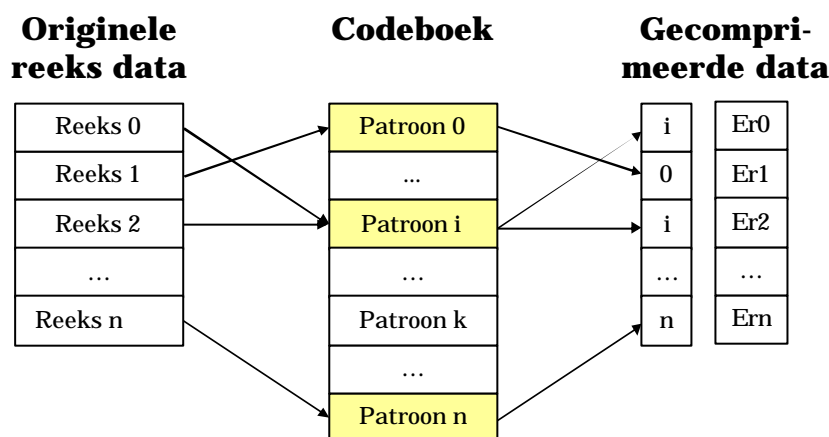 Originele
reeks data
Codeboek
Gecompri-
meerde data
Reeks 0
Reeks 1
Reeks 2
…
Reeks n
Patroon 0
...
Patroon i
…
Patroon k
…
Patroon n
i
0
i
…
n
Er0
Er1
Er2
…
Ern